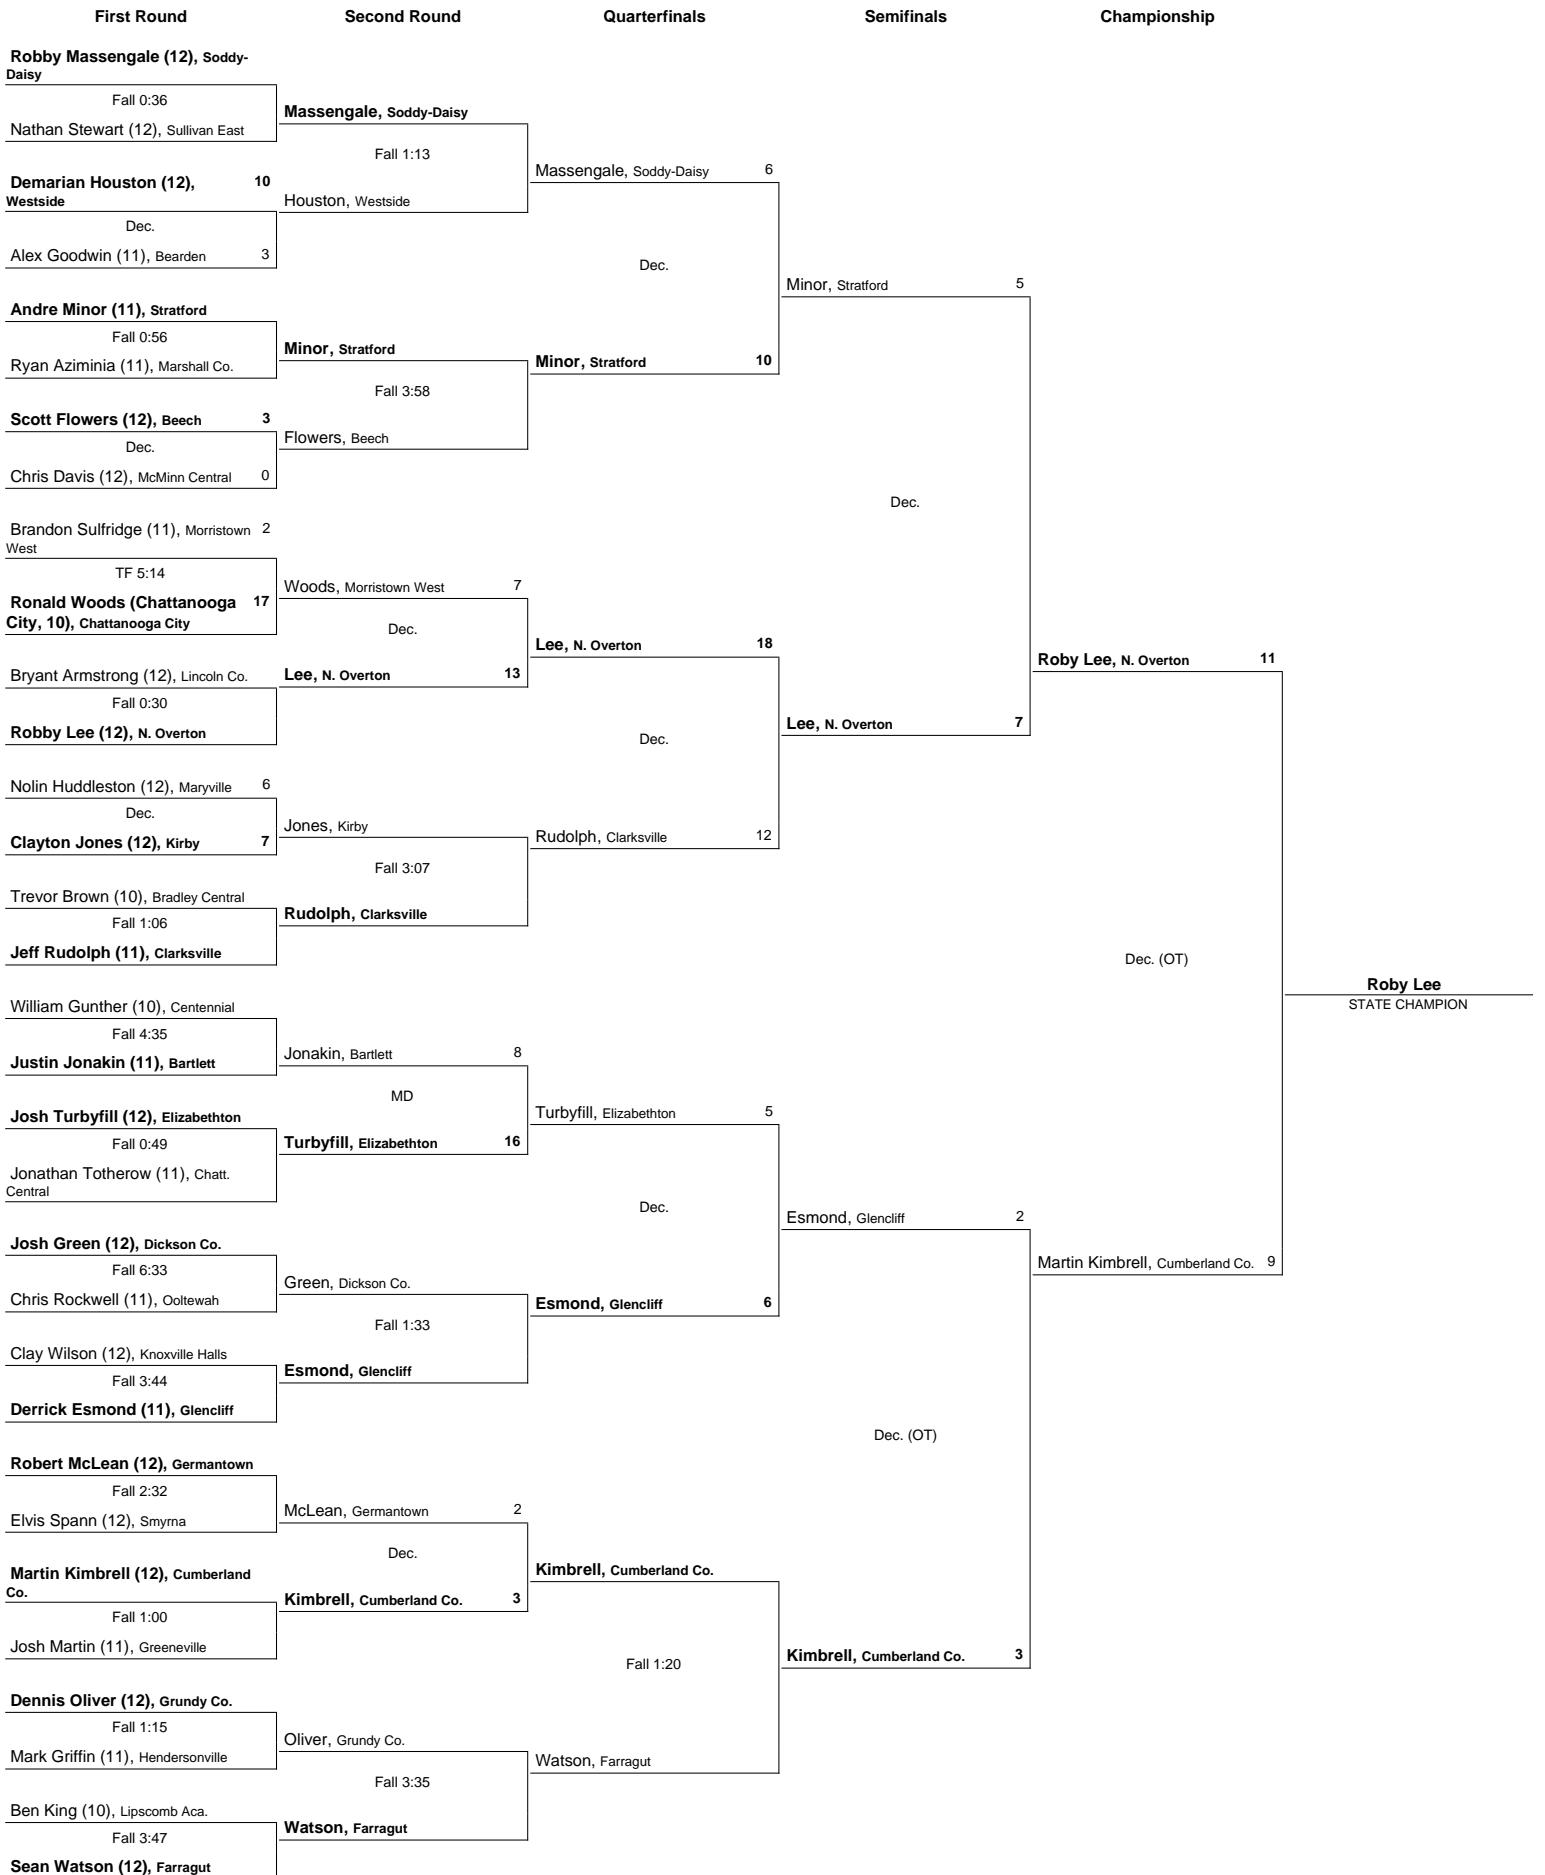 First Round
Second Round
Quarterfinals
Semifinals
Championship
Robby Massengale (12), Soddy-
Daisy
Fall 0:36
Nathan Stewart (12), Sullivan East
Demarian Houston (12), 10
Westside
Dec.
Alex Goodwin (11), Bearden 3
Andre Minor (11), Stratford
Fall 0:56
Ryan Aziminia (11), Marshall Co.
Scott Flowers (12), Beech 3
Dec.
Chris Davis (12), McMinn Central 0
Brandon Sulfridge (11), Morristown 2
West
TF 5:14
Ronald Woods (Chattanooga 17
City, 10), Chattanooga City
Bryant Armstrong (12), Lincoln Co.
Fall 0:30
Robby Lee (12), N. Overton
Nolin Huddleston (12), Maryville 6
Dec.
Clayton Jones (12), Kirby 7
Trevor Brown (10), Bradley Central
Fall 1:06
Jeff Rudolph (11), Clarksville
William Gunther (10), Centennial
Fall 4:35
Justin Jonakin (11), Bartlett
Josh Turbyfill (12), Elizabethton
Fall 0:49
Jonathan Totherow (11), Chatt.
Central
Josh Green (12), Dickson Co.
Fall 6:33
Chris Rockwell (11), Ooltewah
Clay Wilson (12), Knoxville Halls
Fall 3:44
Derrick Esmond (11), Glencliff
Robert McLean (12), Germantown
Fall 2:32
Elvis Spann (12), Smyrna
Martin Kimbrell (12), Cumberland
Co.
Fall 1:00
Josh Martin (11), Greeneville
Dennis Oliver (12), Grundy Co.
Fall 1:15
Mark Griffin (11), Hendersonville
Ben King (10), Lipscomb Aca.
Fall 3:47
Sean Watson (12), Farragut
Massengale, Soddy-Daisy
Fall 1:13
Houston, Westside
Minor, Stratford
Fall 3:58
Flowers, Beech
Woods, Morristown West 7
Dec.
Lee, N. Overton 13
Jones, Kirby
Fall 3:07
Rudolph, Clarksville
Jonakin, Bartlett 8
MD
Turbyfill, Elizabethton 16
Green, Dickson Co.
Fall 1:33
Esmond, Glencliff
McLean, Germantown 2
Dec.
Kimbrell, Cumberland Co. 3
Oliver, Grundy Co.
Fall 3:35
Watson, Farragut
Massengale, Soddy-Daisy 6
Dec.
Minor, Stratford 10
Lee, N. Overton 18
Dec.
Rudolph, Clarksville 12
Turbyfill, Elizabethton 5
Dec.
Esmond, Glencliff 6
Kimbrell, Cumberland Co.
Fall 1:20
Watson, Farragut
Minor, Stratford 5
Dec.
Lee, N. Overton 7
Esmond, Glencliff 2
Dec. (OT)
Kimbrell, Cumberland Co. 3
Roby Lee, N. Overton 11
Dec. (OT)
Martin Kimbrell, Cumberland Co. 9
Roby Lee
STATE CHAMPION